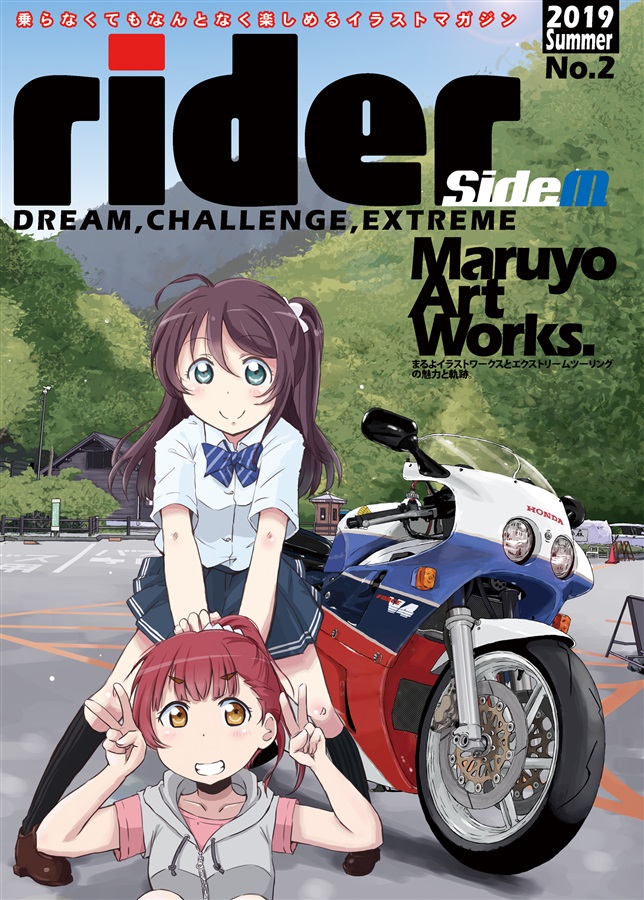 乗らなくてもなんとなく楽しめるイラストマガジン
2019
Summer
No.2
rider
SideM
DREAM,CHALLENGE,EXTREME
Maruyo
Art
Works.
まるよイラストワークスとエクストリームツーリング
の魅力と軌跡。
HONDA
V4